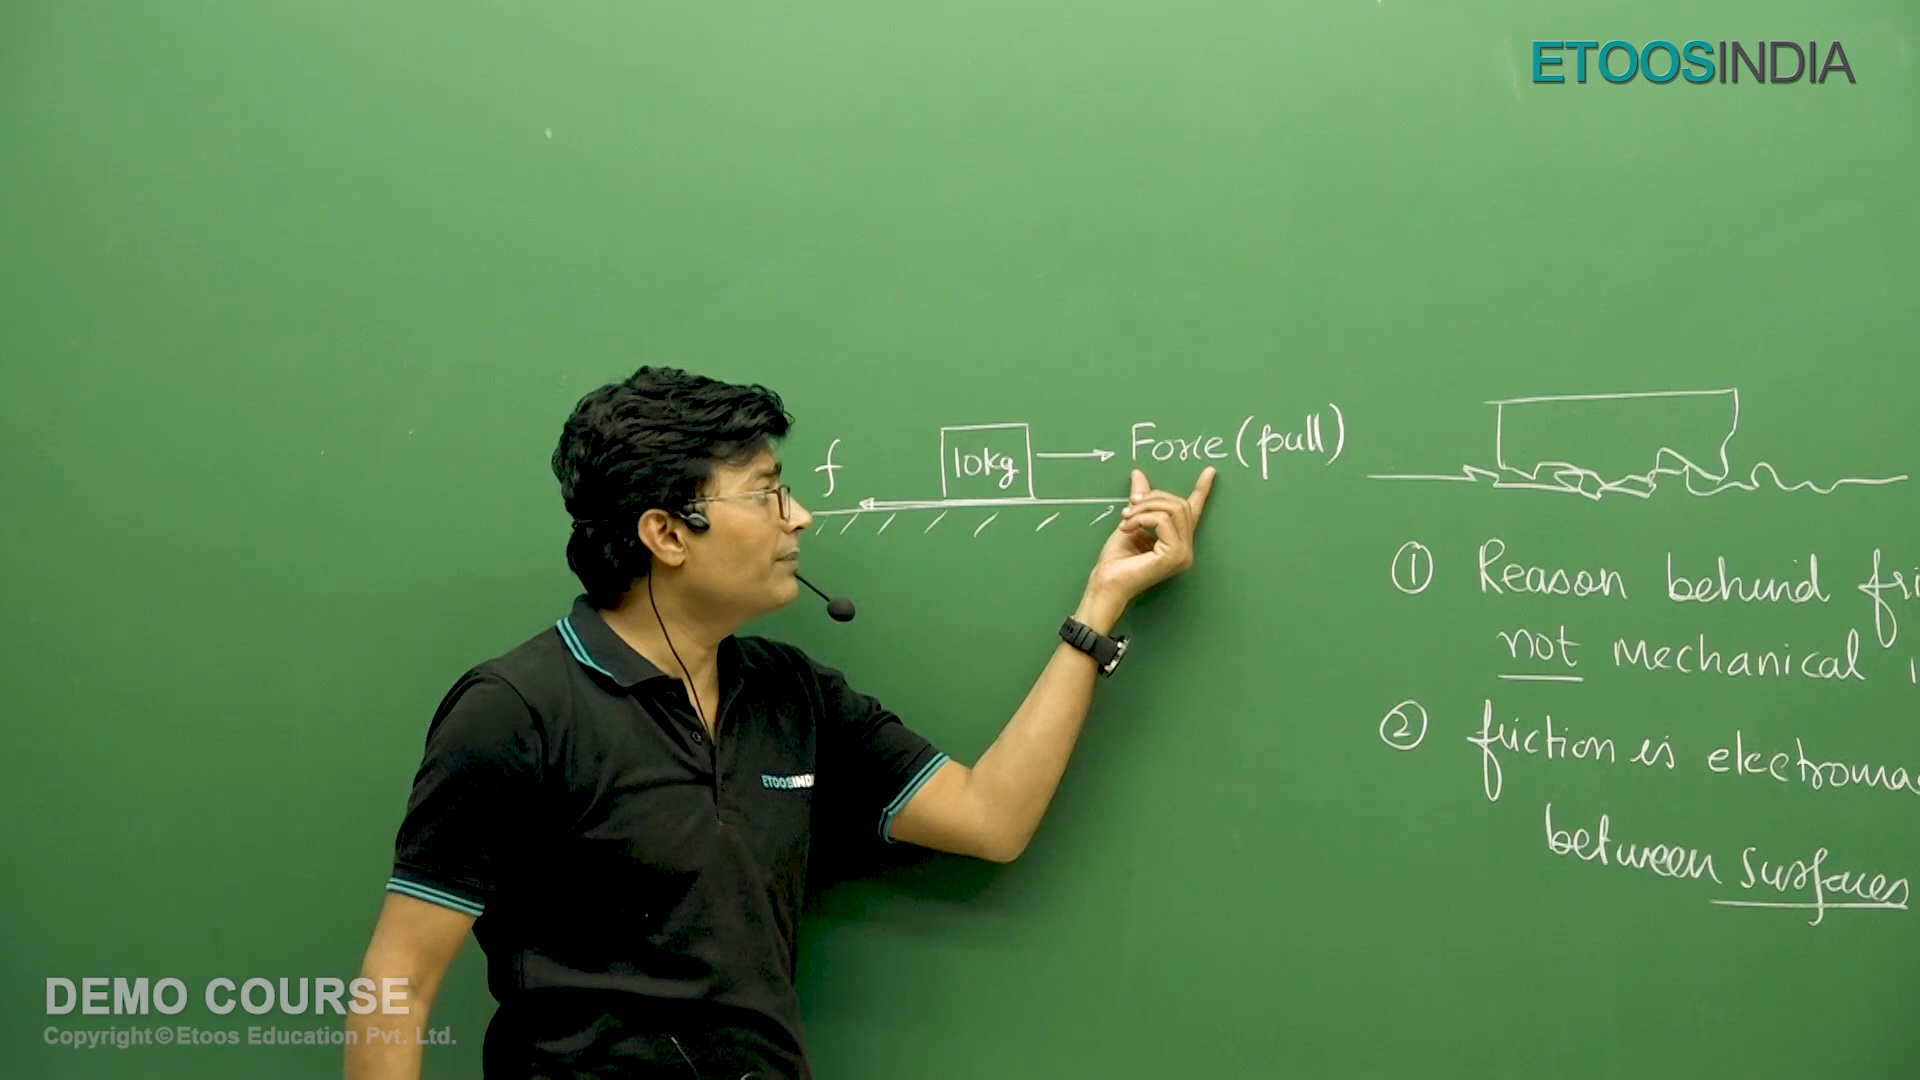 ETOOSINDIA
f
10kg
Force (pull)
① Reason behind fri
not mechanical
② friction is electroma
between surfaces
ETOOSIND
DEMO COURSE
Copyright © Etoos Education Pvt. Ltd.